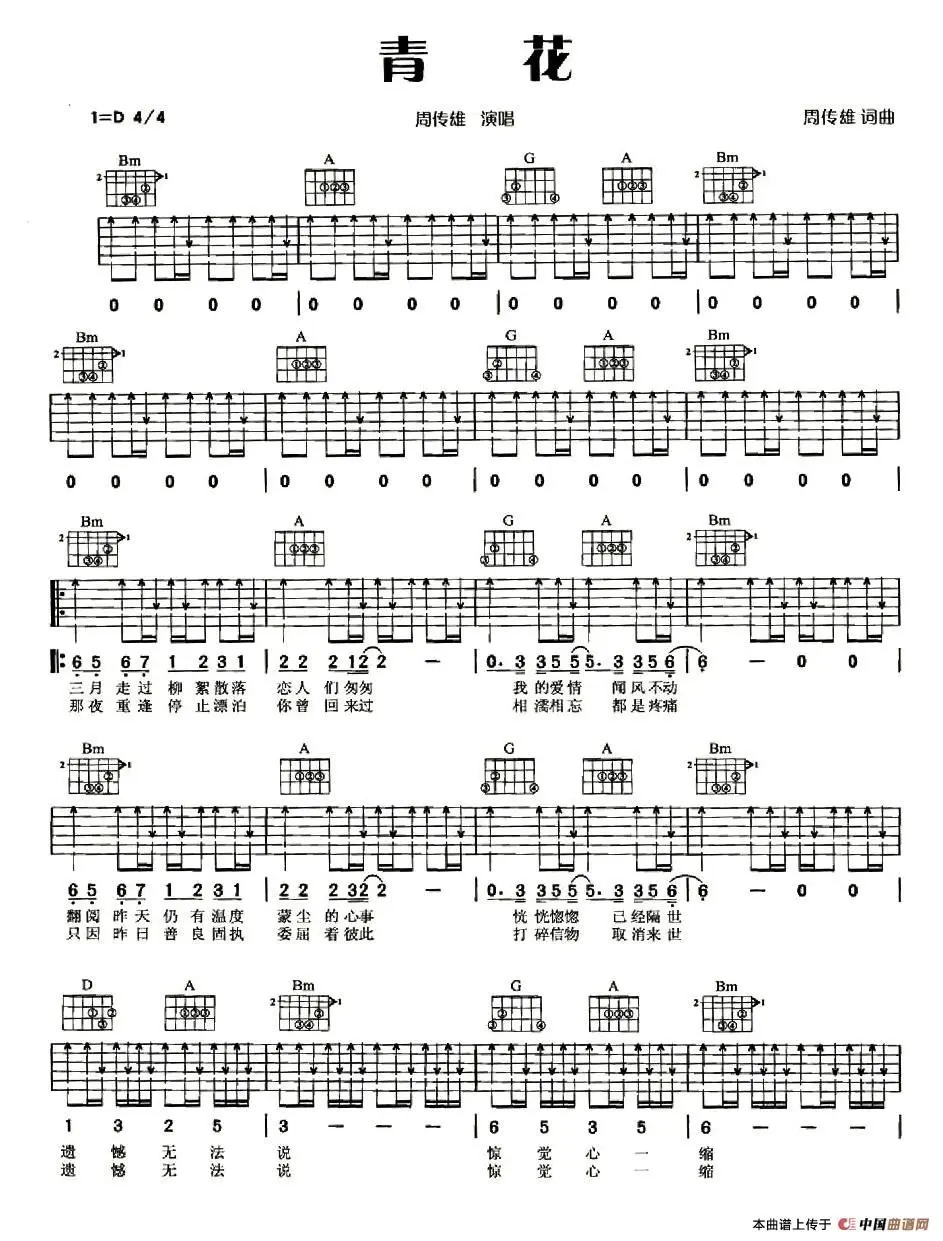 青 花
1=D 4/4 周传雄 演唱 周传雄 词曲
Bm A G A Bm
0 0 0 0 | 0 0 0 0 | 0 0 0 0 | 0 0 0 0 |
Bm A G A Bm
0 0 0 0 | 0 0 0 0 | 0 0 0 0 | 0 0 0 0 |
Bm A G A Bm
6 5 6 7 1 2 3 1 | 2 2 2 1 2 2 — | 0. 3 3 5 5 5. 3 3 5 6 | 6 — 0 0 |
三月 走过 柳 絮散落 恋人 们匆匆 我的爱情 闻风不动
那夜 重逢 停 止漂泊 你曾 回来过 相濡相忘 都是疼痛
Bm A G A Bm
6 5 6 7 1 2 3 1 | 2 2 2 3 2 2 — | 0. 3 3 5 5 5. 3 3 5 6 | 6 — 0 0 |
翻阅 昨天 仍有温度 蒙尘的心事 恍恍惚惚 已经隔世
只因 昨日 善良固执 委屈着彼此 打碎信物 取消来世
D A Bm G A Bm
1 3 2 5 | 3 — — — | 6 5 3 5 | 6 — — — |
遗 憾 无 法 说 惊 觉 心 一 缩
遗 憾 无 法 说 惊 觉 心 一 缩
本曲谱上传于 中国曲谱网